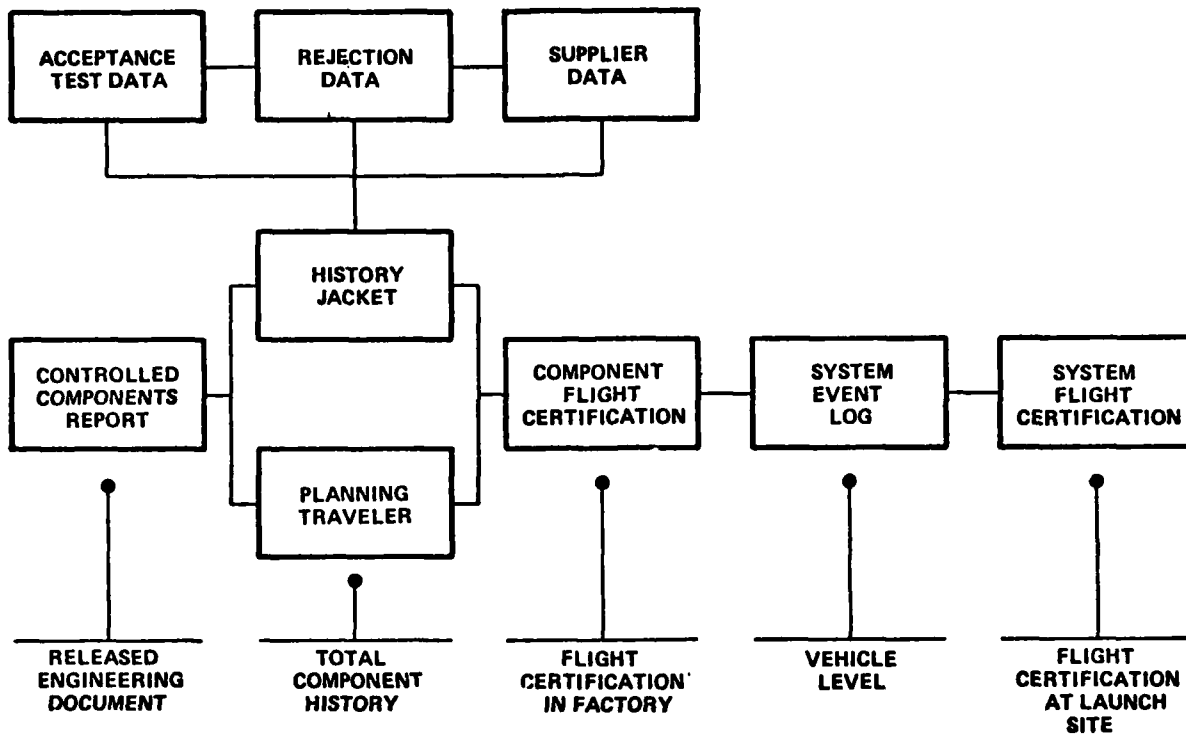 ACCEPTANCE
TEST DATA
REJECTION
DATA
SUPPLIER
DATA
HISTORY
JACKET
CONTROLLED
COMPONENTS
REPORT
COMPONENT
FLIGHT
CERTIFICATION
SYSTEM
EVENT
LOG
SYSTEM
FLIGHT
CERTIFICATION
PLANNING
TRAVELER
RELEASED
ENGINEERING
DOCUMENT
TOTAL
COMPONENT
HISTORY
FLIGHT
CERTIFICATION
IN FACTORY
VEHICLE
LEVEL
FLIGHT
CERTIFICATION
AT LAUNCH
SITE